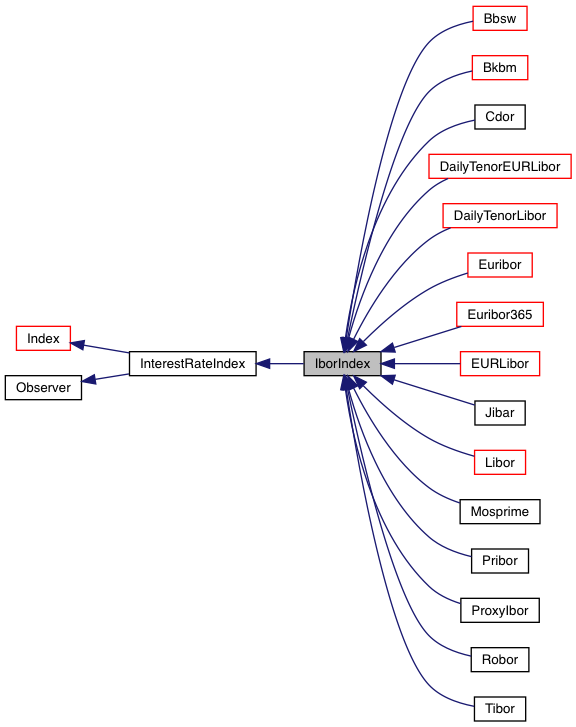 Bbsw
Bkbm
Cdor
DailyTenorEURLibor
DailyTenorLibor
Euribor
Euribor365
Index
InterestRateIndex
IborIndex
EURLibor
Observer
Jibar
Libor
Mosprime
Pribor
ProxyIbor
Robor
Tibor